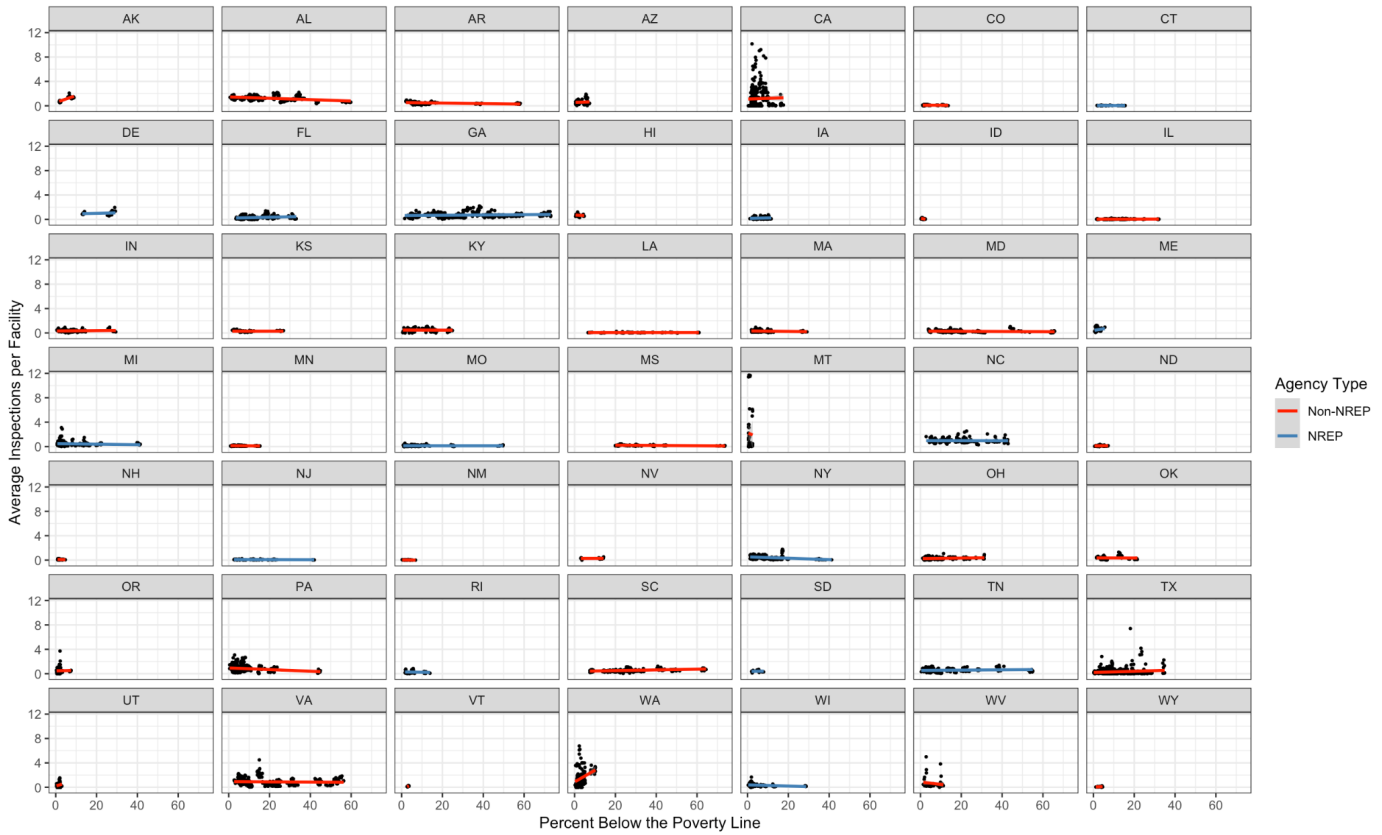 AK AL AR AZ CA CO CT
12
8
4
0
DE FL GA HI IA ID IL
12
8
4
0
IN KS KY LA MA MD ME
12
8
4
0
MI MN MO MS MT NC ND
12
8
4
0
NH NJ NM NV NY OH OK
12
8
4
0
OR PA RI SC SD TN TX
12
8
4
0
UT VA VT WA WI WV WY
12
8
4
0
0 20 40 60 0 20 40 60 0 20 40 60 0 20 40 60 0 20 40 60 0 20 40 60 0 20 40 60
Percent Below the Poverty Line
Average Inspections per Facility
Agency Type
Non-NREP
NREP